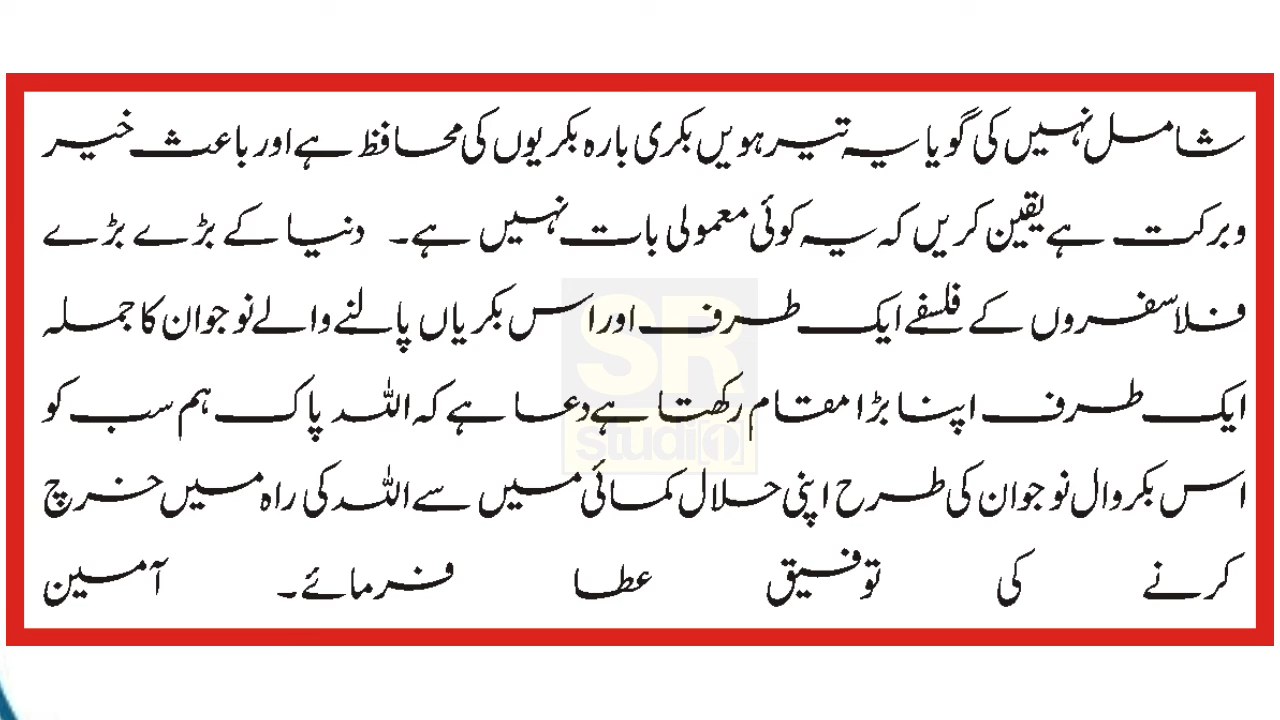 شامل نہیں کی گویا یہ تیرہویں بکری بارہ بکریوں کی محافظ ہے اور باعث خیر
وبرکت ہے یقین کریں کہ یہ کوئی معمولی بات نہیں ہے۔ دنیا کے بڑے بڑے
فلاسفروں کے فلسفے ایک طرف اور اس بکریاں پالنے والے نوجوان کا جملہ
ایک طرف اپنا بڑا مقام رکھتا ہے دعا ہے کہ اللہ پاک ہم سب کو
اس بکروال نوجوان کی طرح اپنی حلال کمائی میں سے اللہ کی راہ میں خرچ
کرنے کی توفیق عطا فرمائے۔ آمین
SR
studi1